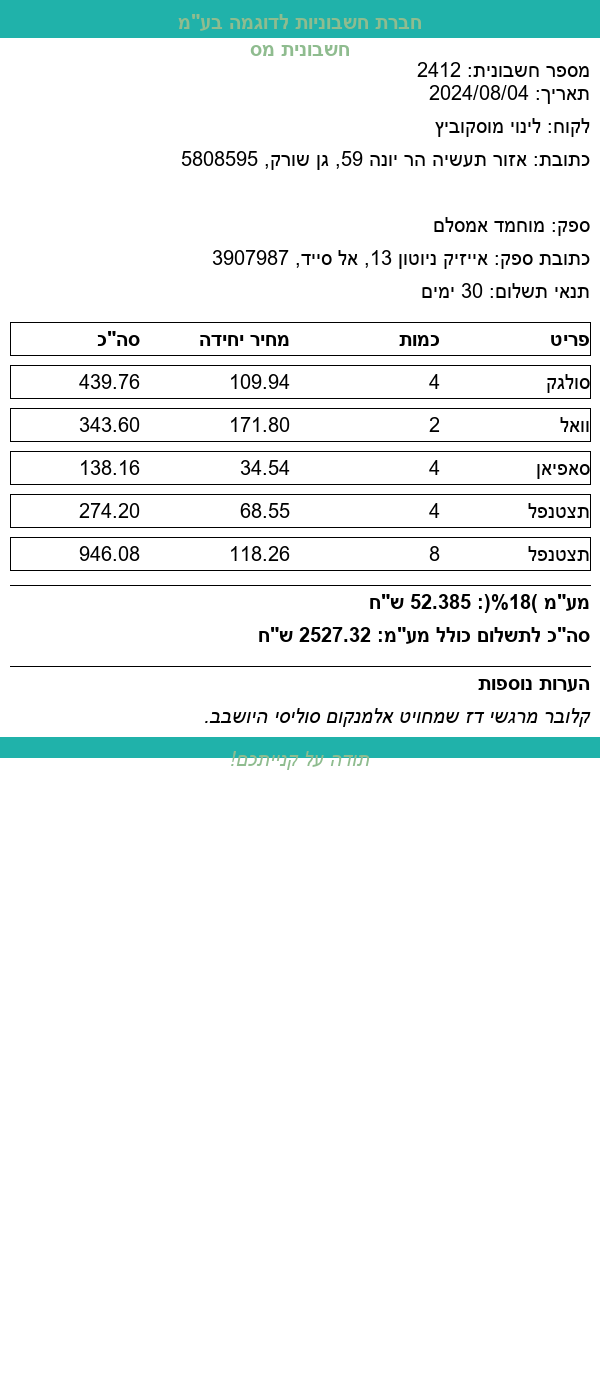 חברת חשבוניות לדוגמה בע"מ
חשבונית מס
מספר חשבונית: 2412
תאריך: 2024/08/04
לקוח: לינוי מוסקוביץ
כתובת: אזור תעשיה הר יונה 59, גן שורק, 5808595
ספק: מוחמד אמסלם
כתובת ספק: אייזיק ניוטון 13, אל סייד, 3907987
תנאי תשלום: 30 ימים
פריט כמות מחיר יחידה סה"כ
סולגק 4 109.94 439.76
וואל 2 171.80 343.60
סאפיאן 4 34.54 138.16
תצטנפל 4 68.55 274.20
תצטנפל 8 118.26 946.08
מע"מ )18%(: 52.385 ש"ח
סה"כ לתשלום כולל מע"מ: 2527.32 ש"ח
הערות נוספות
קלובר מרגשי דז שמחויט אלמנקום סוליסי היושבב.
תודה על קנייתכם!